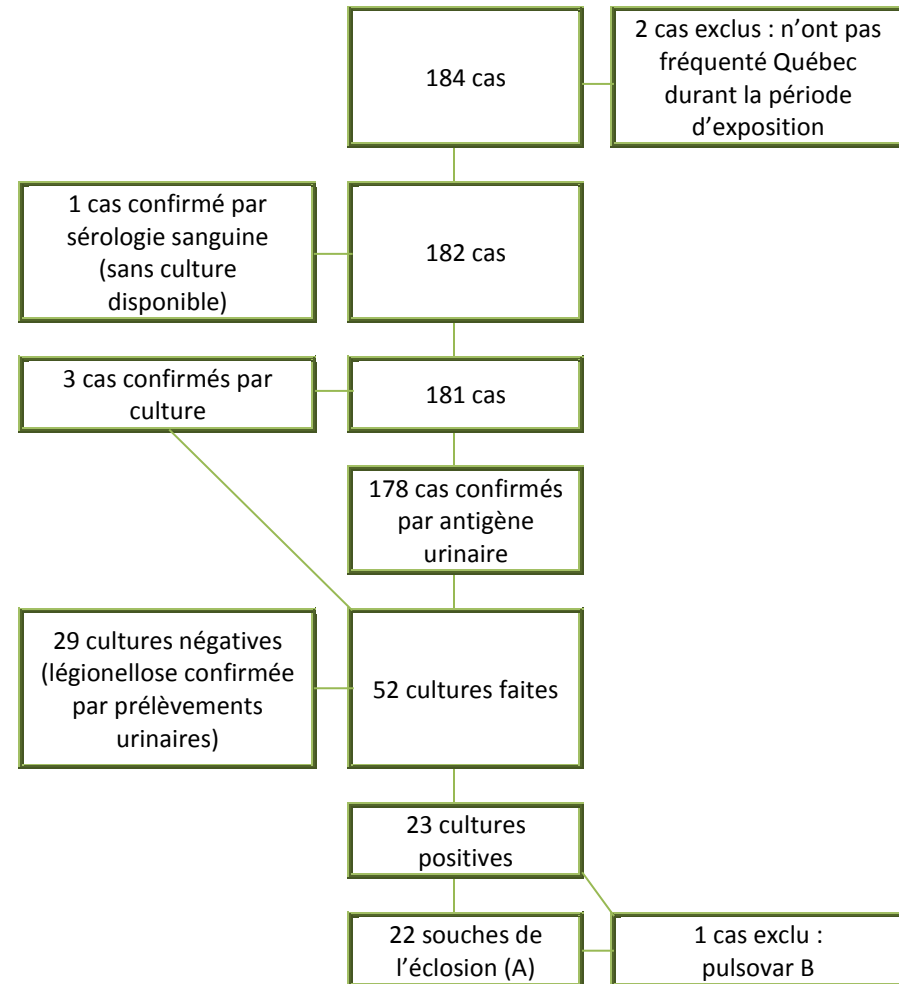 184 cas
2 cas exclus : n’ont pas
fréquenté Québec
durant la période
d’exposition
1 cas confirmé par
sérologie sanguine
(sans culture
disponible)
182 cas
3 cas confirmés par
culture
181 cas
178 cas confirmés
par antigène
urinaire
29 cultures négatives
(légionellose confirmée
par prélèvements
urinaires)
52 cultures faites
23 cultures
positives
22 souches de
l’éclosion (A)
1 cas exclu :
pulsovar B